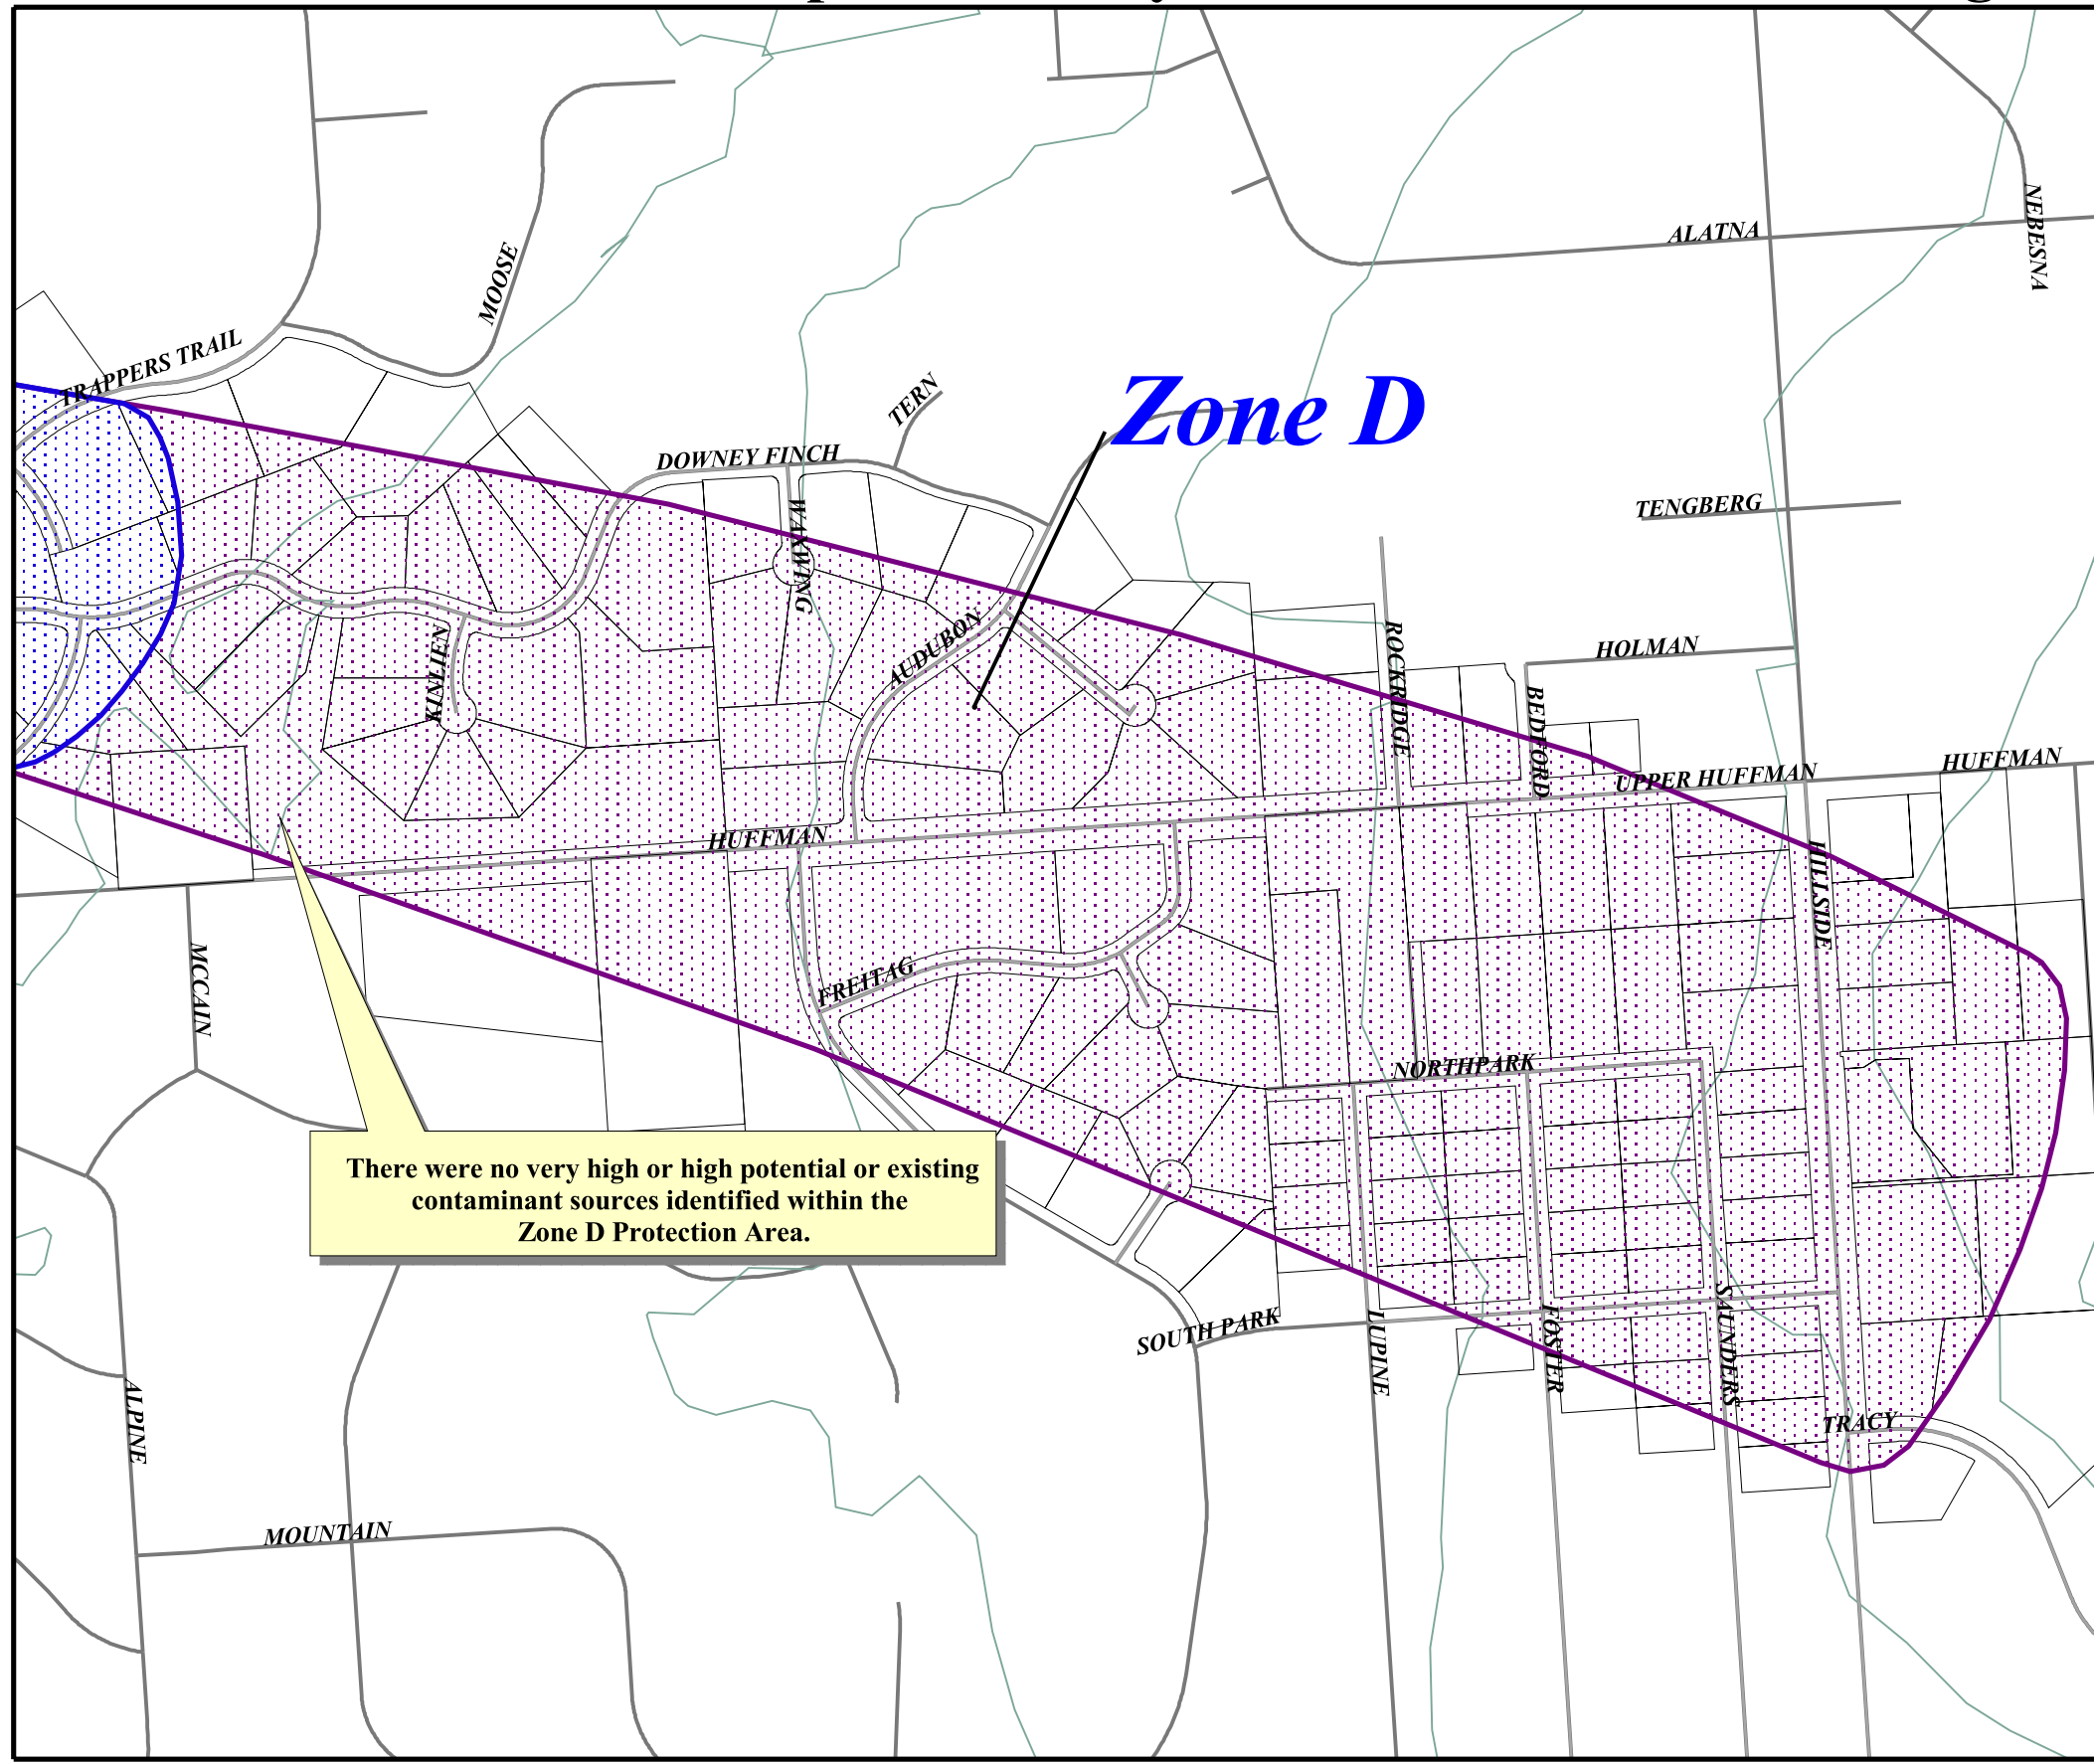 ALATNA
NEBESNA
MOOSE
TRAPPERS TRAIL
TERN
Zone D
DOWNEY FINCH
WAXWING
TENGBERG
AUDUBON
KINLIEN
ROCKRIDGE
HOLMAN
BEDFORD
UPPER HUFFMAN
HUFFMAN
HUFFMAN
HILLSIDE
MCCAIN
FREITAG
NORTHPARK
There were no very high or high potential or existing
contaminant sources identified within the
Zone D Protection Area.
SOUTH PARK
LUPINE
FOSTER
SAUNDERS
TRACY
ALPINE
MOUNTAIN